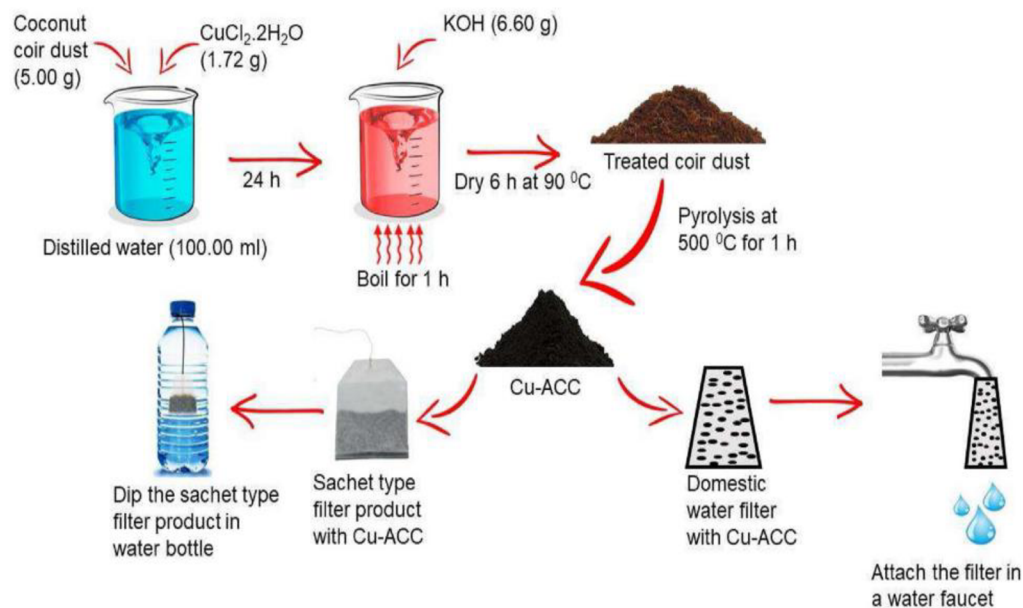 Coconut
coir dust
(5.00 g)
CuCl₂.2H₂O
(1.72 g)
KOH (6.60 g)
24 h
Distilled water (100.00 ml)
Boil for 1 h
Dry 6 h at 90 ⁰C
Treated coir dust
Pyrolysis at
500 ⁰C for 1 h
Cu-ACC
Dip the sachet type
filter product in
water bottle
Sachet type
filter product
with Cu-ACC
Domestic
water filter
with Cu-ACC
Attach the filter in
a water faucet